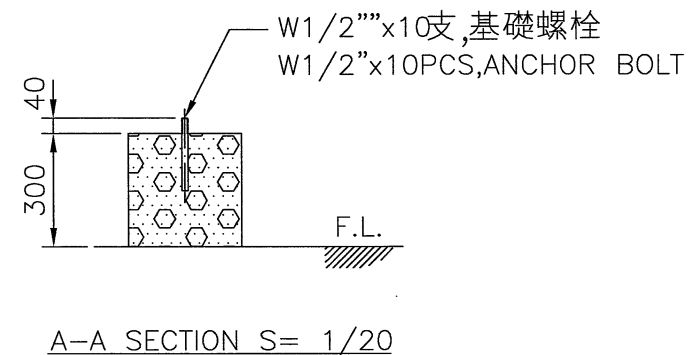 W1/2""x10支,基礎螺栓
W1/2"x10PCS,ANCHOR BOLT
40
300
F.L.
A-A SECTION S= 1/20